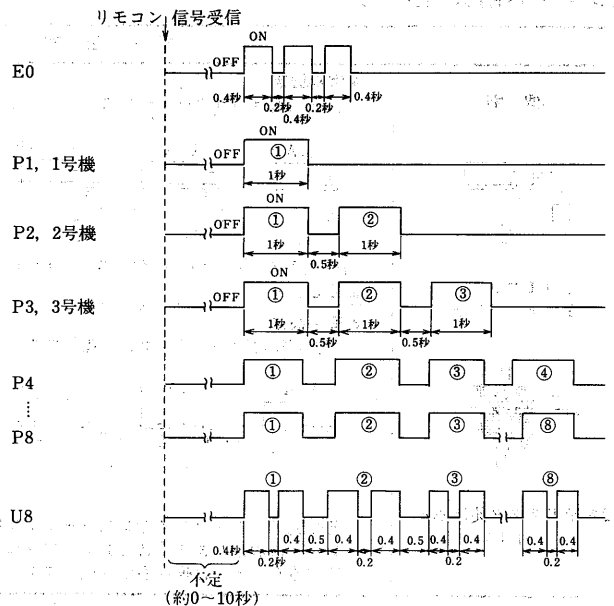 リモコン 信号受信
E0
OFF
ON
0.4秒
0.2秒
0.4秒
0.2秒
0.4秒
P1, 1号機
OFF
ON
①
1秒
P2, 2号機
OFF
ON
①
②
1秒
0.5秒
1秒
P3, 3号機
OFF
ON
①
②
③
1秒
0.5秒
1秒
0.5秒
1秒
P4
①
②
③
④
P8
①
②
③
⑧
U8
①
②
③
⑧
0.4秒
0.2秒
0.4
0.5
0.4
0.2
0.4
0.5
0.4
0.2
0.4
0.4
0.2
0.4
不定
(約0~10秒)